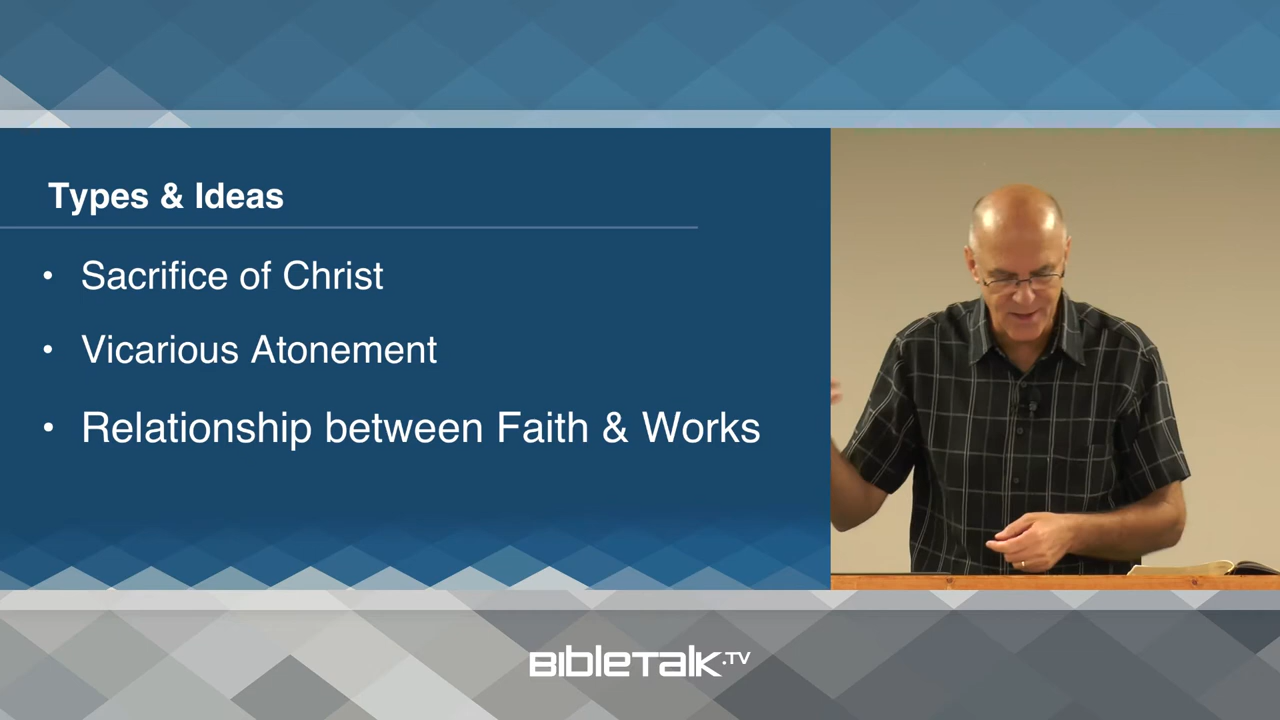 Types & Ideas
• Sacrifice of Christ
• Vicarious Atonement
• Relationship between Faith & Works
BIBLETALK.TV